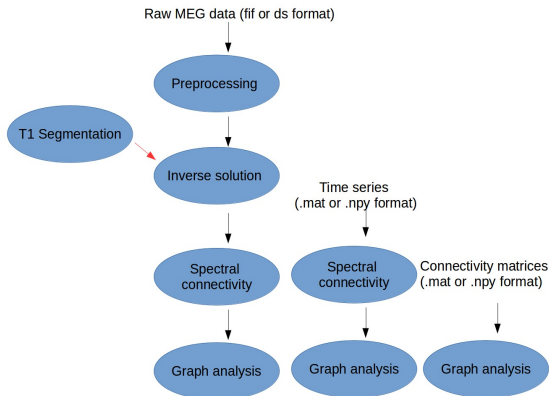 Raw MEG data (fif or ds format)
Preprocessing
T1 Segmentation
Inverse solution
Time series
(.mat or .npy format)
Spectral
connectivity
Spectral
connectivity
Connectivity matrices
(.mat or .npy format)
Graph analysis
Graph analysis
Graph analysis